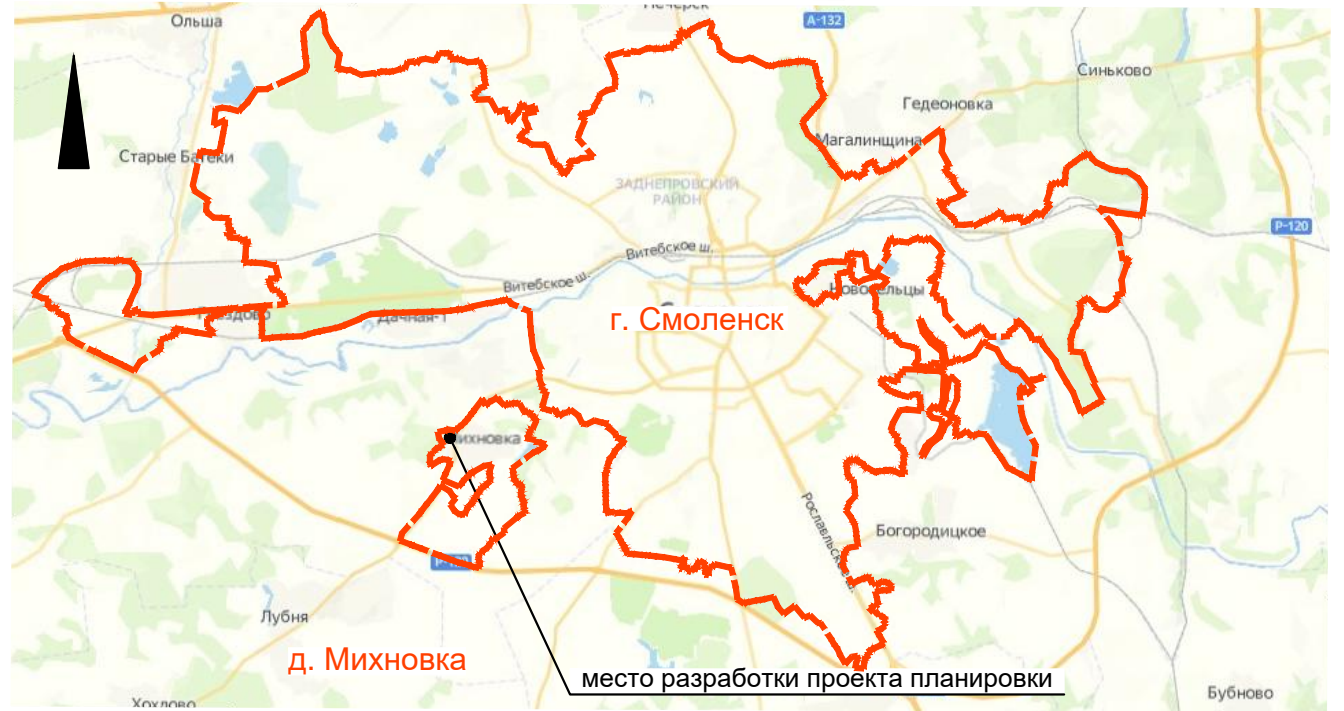 Ольша
А-132
Синьково
Гедеоновка
Магалинщина
Старые Батеки
ЗАДНЕПРОВСКИЙ
РАЙОН
Р-120
Витебское ш.
Витебское ш.
Новосельцы
Дачная-1
г. Смоленск
Михновка
Рославльское ш.
Богородицкое
Р-120
Лубня
д. Михновка
место разработки проекта планировки
Бубново
Хохлово